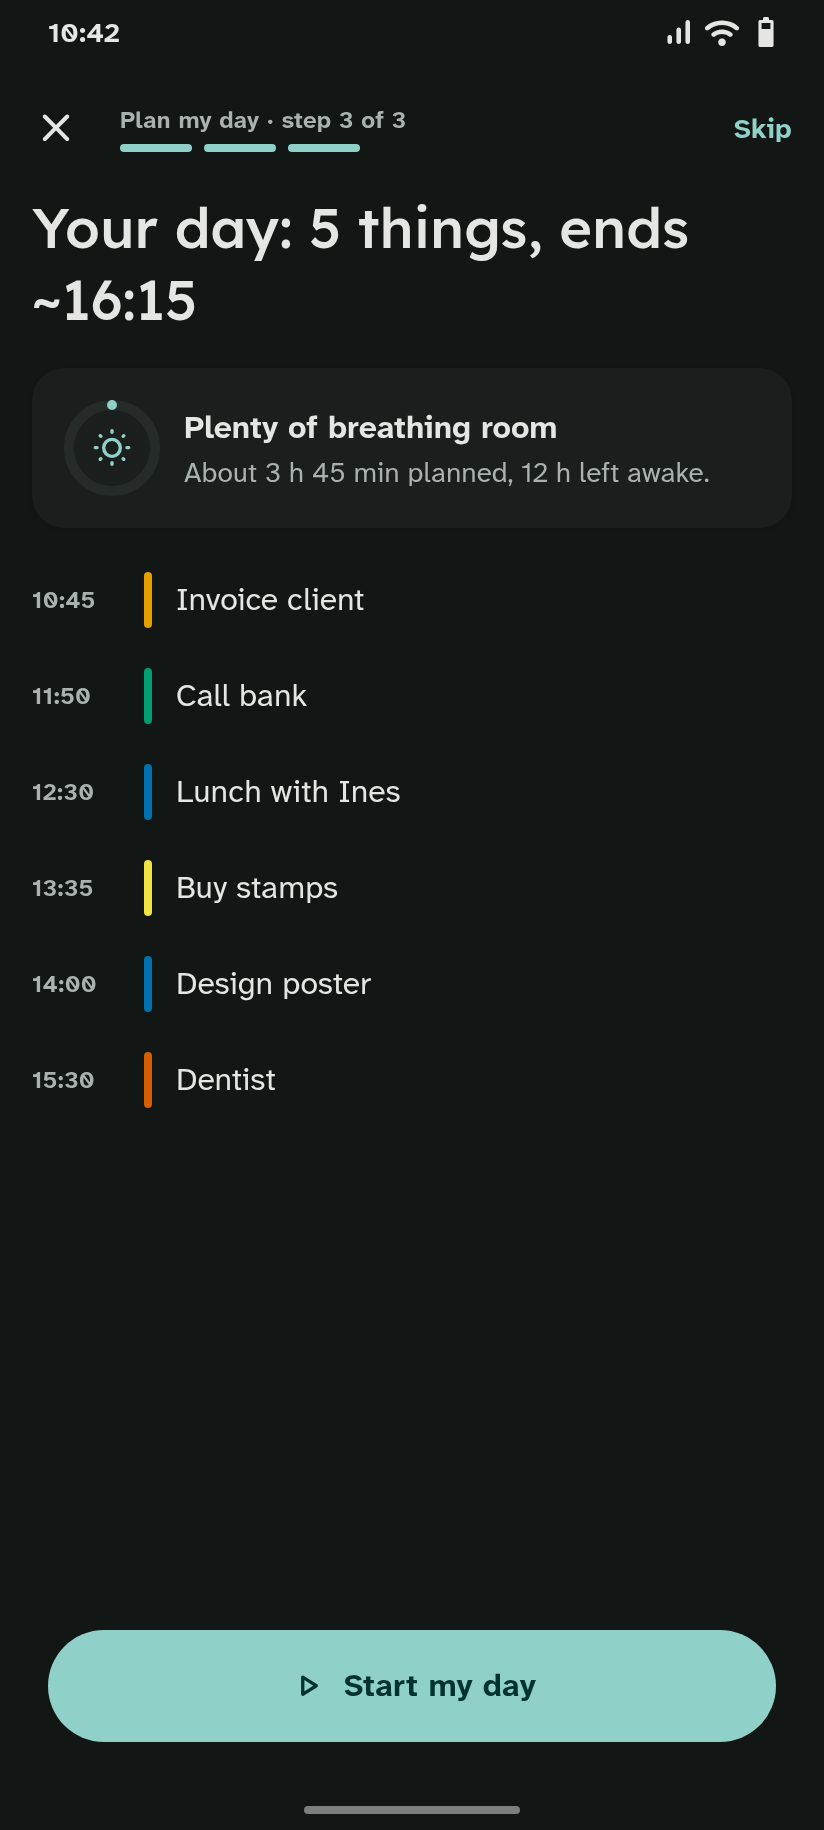 10:42
Plan my day · step 3 of 3
Skip
Your day: 5 things, ends
~16:15
Plenty of breathing room
About 3 h 45 min planned, 12 h left awake.
10:45 Invoice client
11:50 Call bank
12:30 Lunch with Ines
13:35 Buy stamps
14:00 Design poster
15:30 Dentist
Start my day